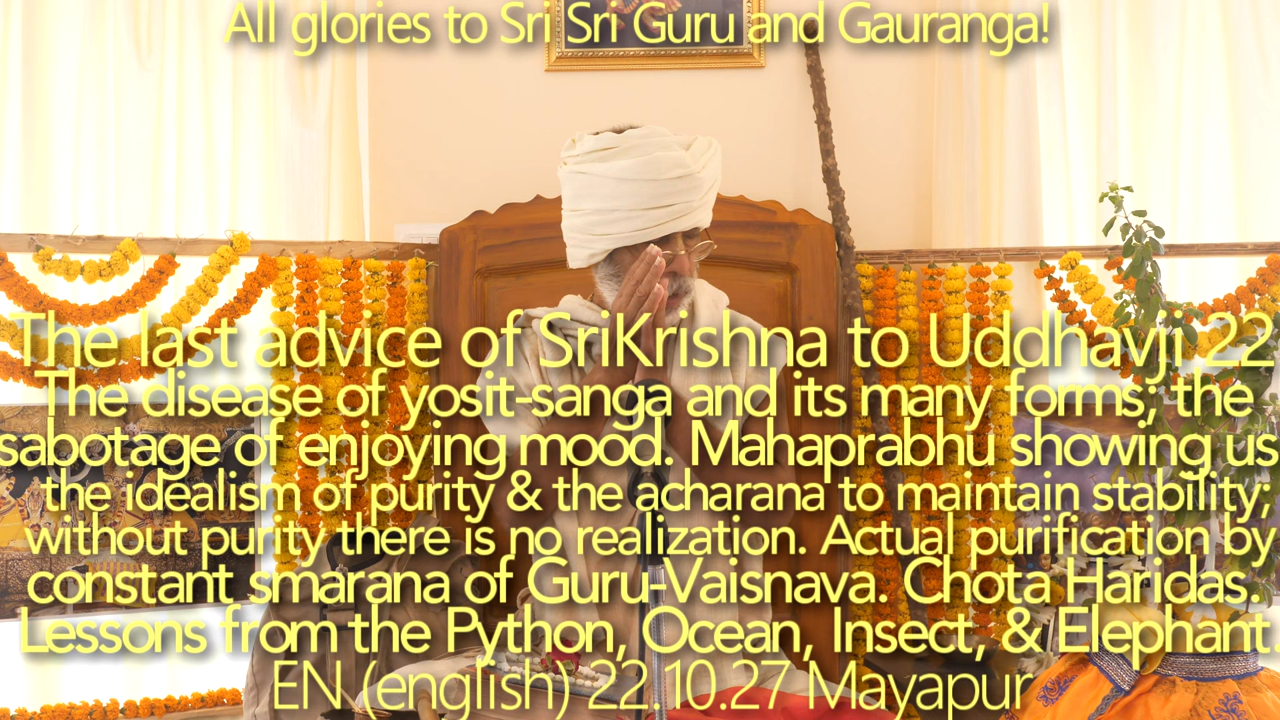 All glories to Sri Sri Guru and Gauranga!
The last advice of SriKrishna to Uddhavji 22
The disease of yosit-sanga and its many forms; the
sabotage of enjoying mood. Mahaprabhu showing us
the idealism of purity & the acharana to maintain stability;
without purity there is no realization. Actual purification by
constant smarana of Guru-Vaisnava. Chota Haridas.
Lessons from the Python, Ocean, Insect, & Elephant.
EN (english) 22.10.27 Mayapur